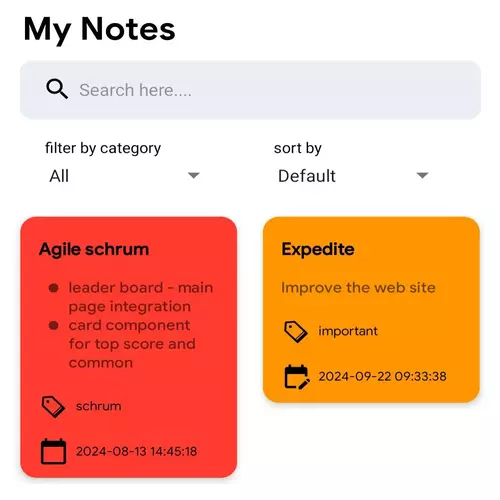 My Notes
Search here....
filter by category
sort by
All
Default
Agile schrum
leader board - main
page integration
card component
for top score and
common
schrum
2024-08-13 14:45:18
Expedite
Improve the web site
important
2024-09-22 09:33:38